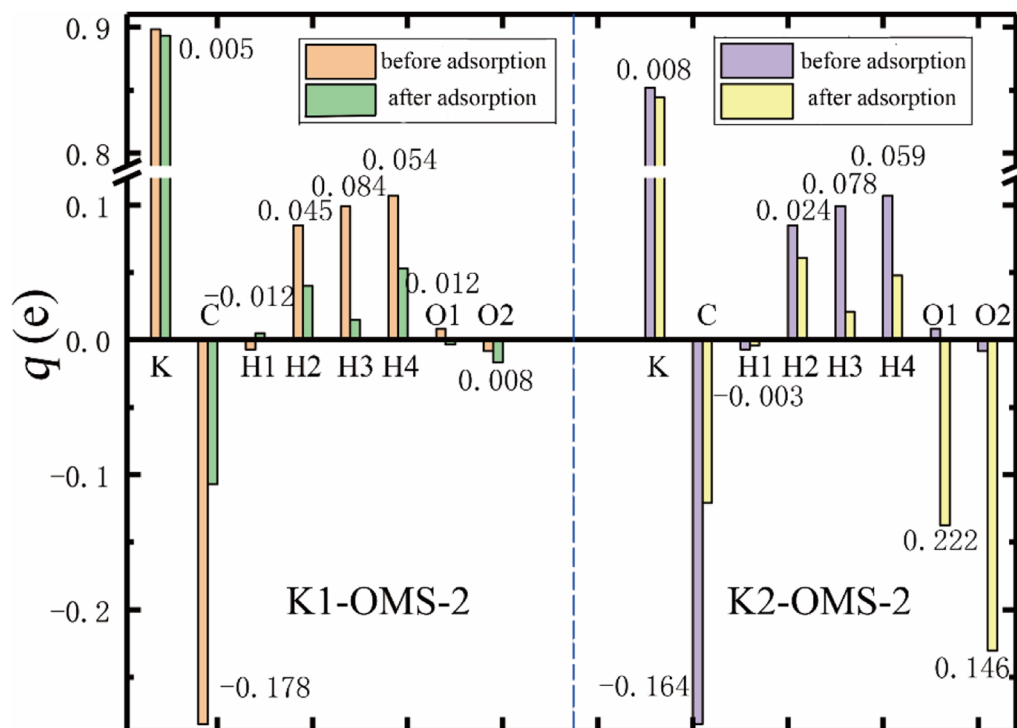 0.9
0.8
0.1
0.0
-0.1
-0.2
q (e)
before adsorption
after adsorption
0.005
0.054
0.084
0.045
-0.012
0.012
C
O1
O2
K
H1
H2
H3
H4
0.008
-0.178
K1-OMS-2
before adsorption
after adsorption
0.008
0.059
0.078
0.024
C
O1
O2
K
H1
H2
H3
H4
-0.003
0.222
0.146
-0.164
K2-OMS-2